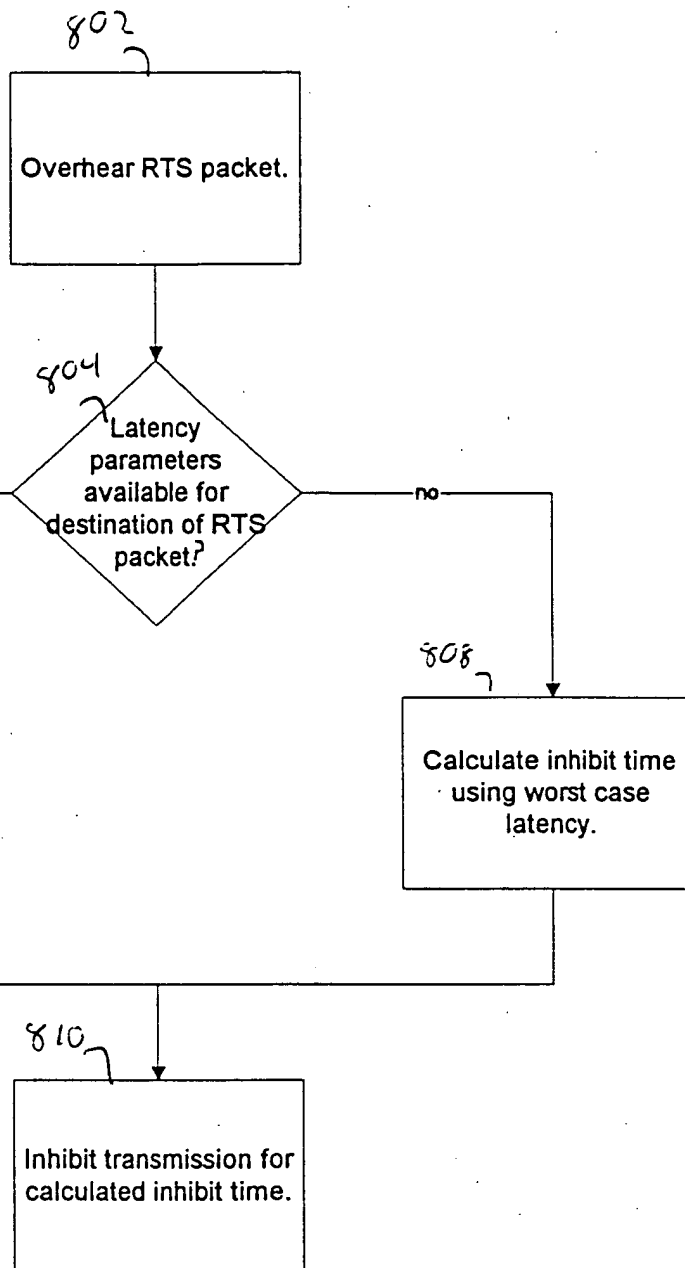 802
Overhear RTS packet.
804
Latency
parameters
available for
destination of RTS
packet?
no
808
Calculate inhibit time
using worst case
latency.
810
Inhibit transmission for
calculated inhibit time.